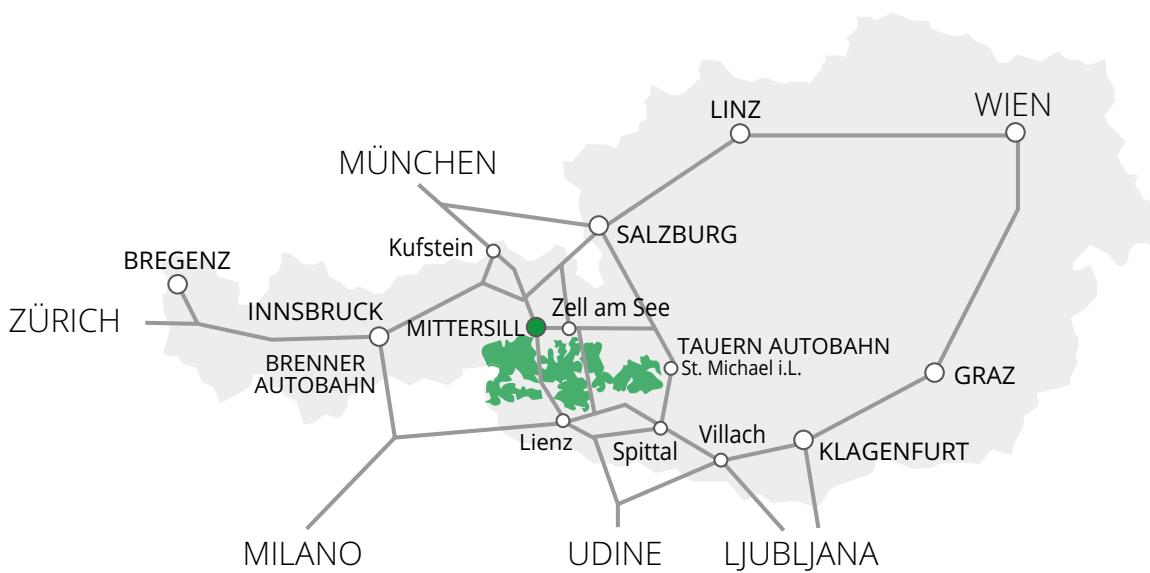 LINZ
WIEN
MÜNCHEN
SALZBURG
Kufstein
BREGENZ
ZÜRICH
INNSBRUCK
MITTERSILL
Zell am See
BRENNER
AUTOBAHN
TAUERN AUTOBAHN
St. Michael i.L.
GRAZ
Lienz
Spittal
Villach
KLAGENFURT
MILANO
UDINE
LJUBLJANA